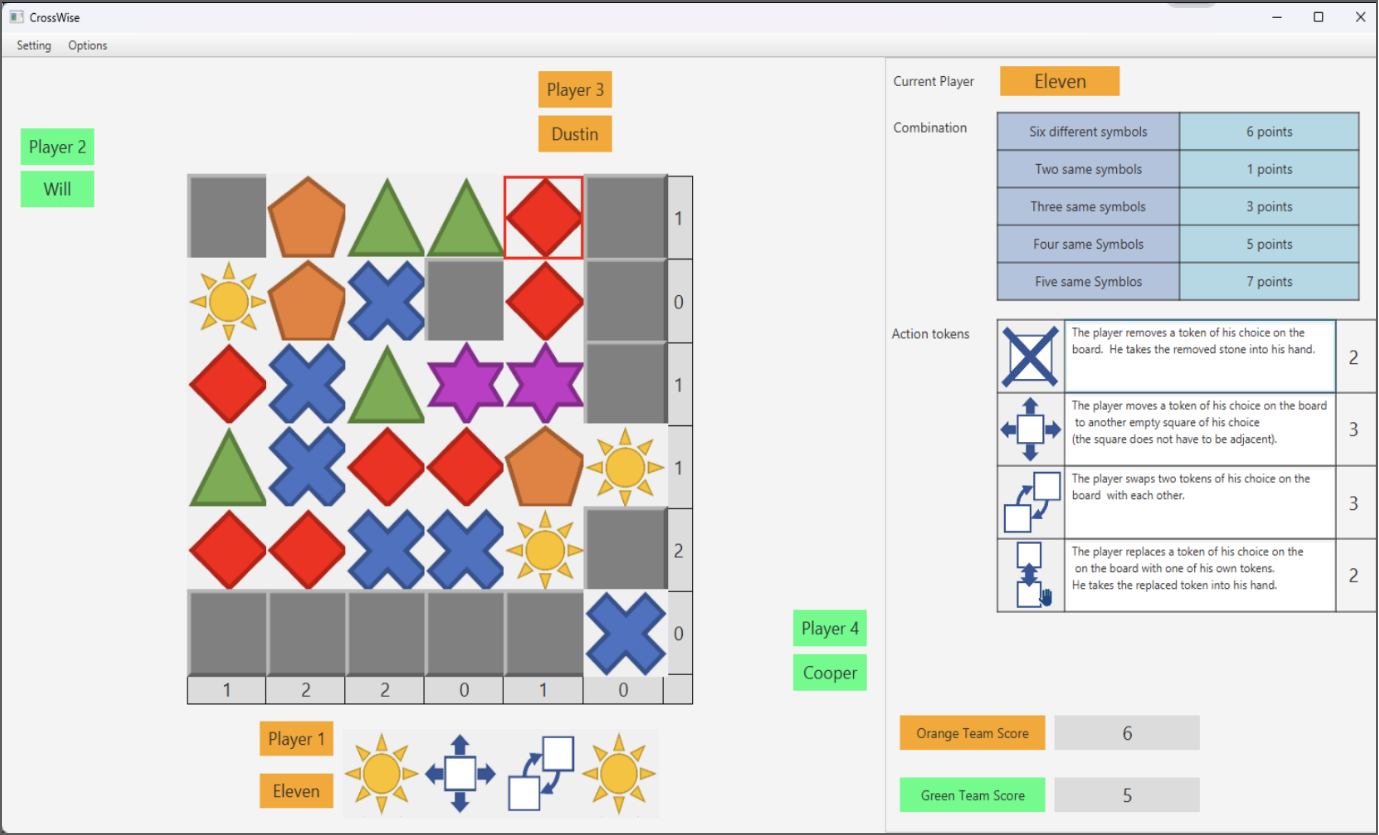 CrossWise
Setting Options
Player 3
Dustin
Player 2
Will
1
0
1
1
2
0
1 2 2 0 1 0
Player 4
Cooper
Player 1
Eleven
Current Player Eleven
Combination
Six different symbols 6 points
Two same symbols 1 points
Three same symbols 3 points
Four same Symbols 5 points
Five same Symblos 7 points
Action tokens
The player removes a token of his choice on the
board. He takes the removed stone into his hand.
2
The player moves a token of his choice on the board
to another empty square of his choice
(the square does not have to be adjacent).
3
The player swaps two tokens of his choice on the
board with each other.
3
The player replaces a token of his choice on the
on the board with one of his own tokens.
He takes the replaced token into his hand.
2
Orange Team Score 6
Green Team Score 5